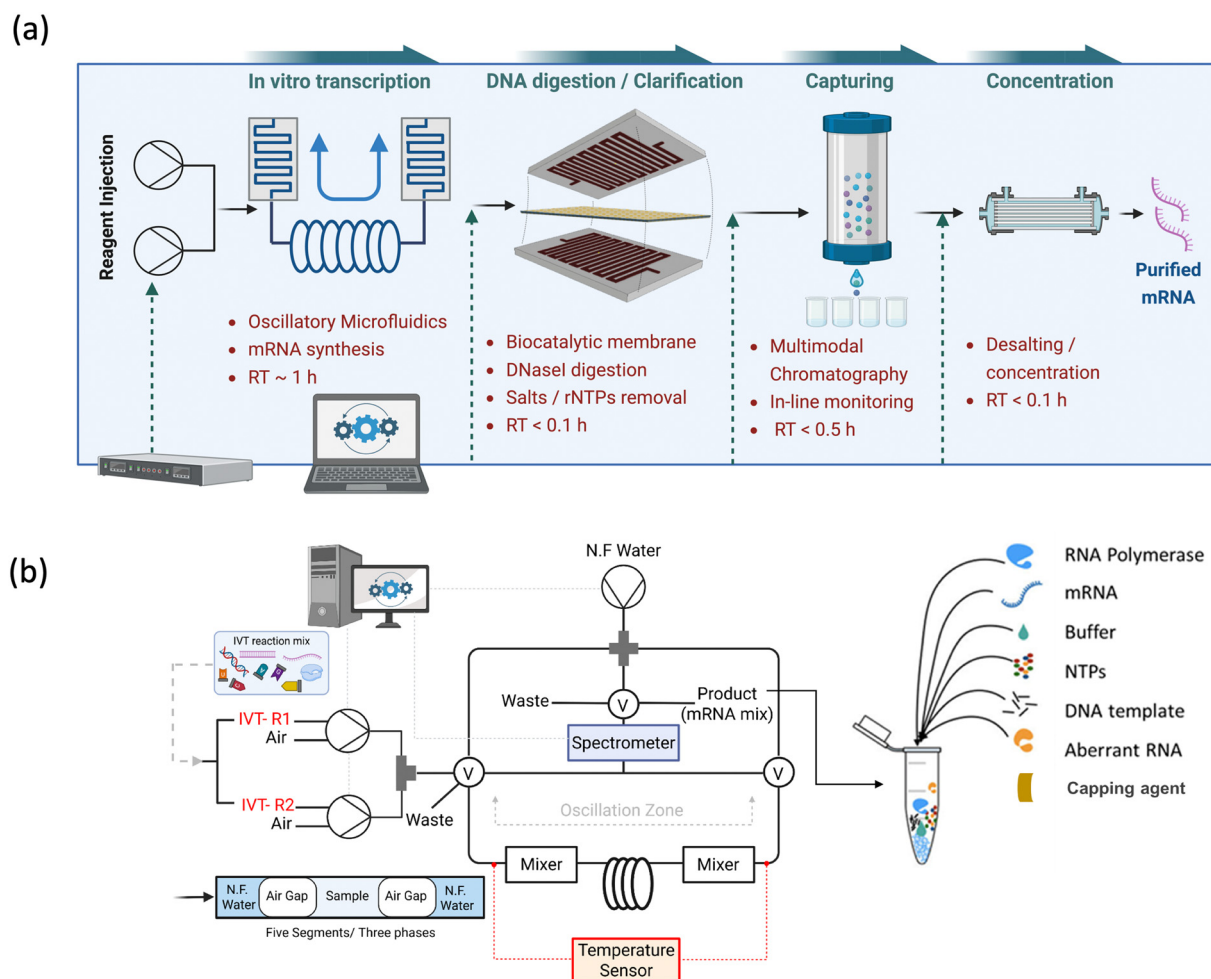 (a)
In vitro transcription
DNA digestion / Clarification
Capturing
Concentration
Reagent Injection
Purified
mRNA
• Oscillatory Microfluidics
• mRNA synthesis
• RT ~ 1 h
• Biocatalytic membrane
• DNaseI digestion
• Salts / rNTPs removal
• RT < 0.1 h
• Multimodal
Chromatography
• In-line monitoring
• RT < 0.5 h
• Desalting /
concentration
• RT < 0.1 h
(b)
N.F Water
IVT reaction mix
IVT- R1
Air
IVT- R2
Air
Waste
V
Waste
V
Product
(mRNA mix)
Spectrometer
V
Oscillation Zone
Mixer
Mixer
Temperature
Sensor
N.F.
Water
Air Gap
Sample
Air Gap
N.F.
Water
Five Segments/ Three phases
RNA Polymerase
mRNA
Buffer
NTPs
DNA template
Aberrant RNA
Capping agent